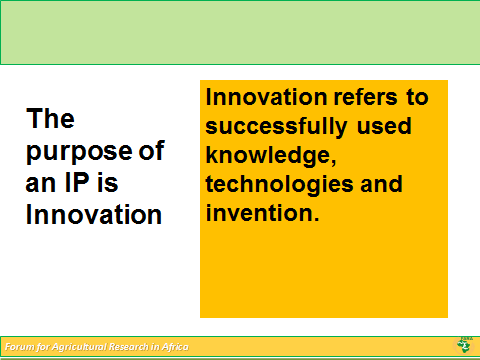 The
purpose of
an IP is
Innovation
Innovation refers to
successfully used
knowledge,
technologies and
invention.
Forum for Agricultural Research in Africa
FARA